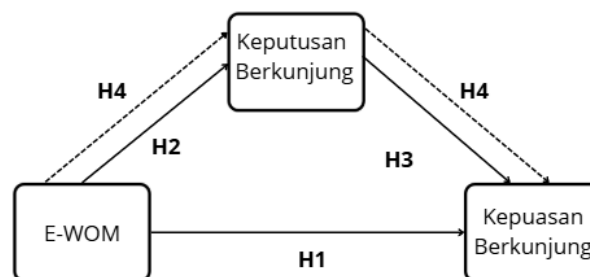 Keputusan
Berkunjung
H4
H4
H2
H3
E-WOM
Kepuasan
Berkunjung
H1